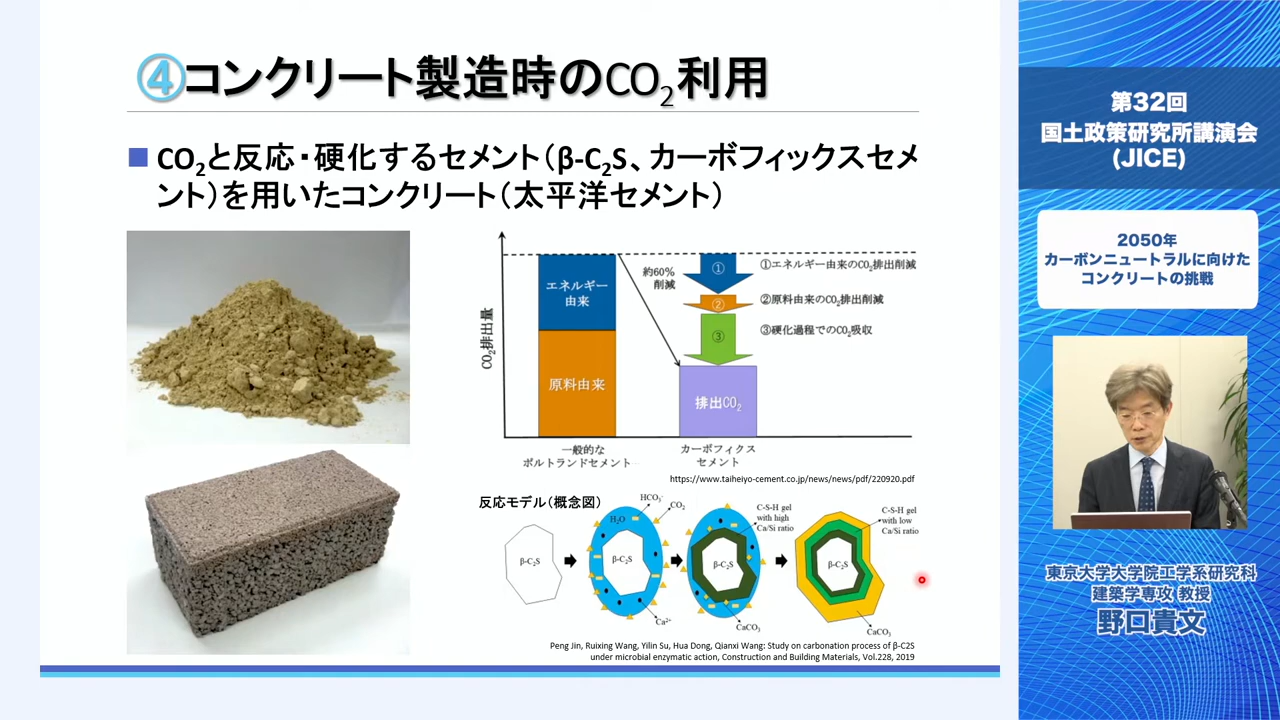 ④コンクリート製造時のCO₂利用
■ CO₂と反応・硬化するセメント（β-C₂S、カーボフィックスセメ
ント）を用いたコンクリート（太平洋セメント）
CO₂排出量
エネルギー
由来
原料由来
約60%
削減
①
②
③
①エネルギー由来のCO₂排出削減
②原料由来のCO₂排出削減
③硬化過程でのCO₂吸収
排出CO₂
一般的な
ポルトランドセメント
カーボフィクス
セメント
https://www.taiheiyo-cement.co.jp/news/news/pdf/220920.pdf
反応モデル（概念図）
β-C₂S
HCO₃⁻
CO₂
H₂O
β-C₂S
Ca²⁺
C-S-H gel
with high
Ca/Si ratio
β-C₂S
CaCO₃
C-S-H gel
with low
Ca/Si ratio
β-C₂S
CaCO₃
Peng Jin, Ruixing Wang, Yilin Su, Hua Dong, Qianxi Wang: Study on carbonation process of β-C2S
under microbial enzymatic action, Construction and Building Materials, Vol.228, 2019
第32回
国土政策研究所講演会
(JICE)
2050年
カーボンニュートラルに向けた
コンクリートの挑戦
東京大学大学院工学系研究科
建築学専攻 教授
野口貴文